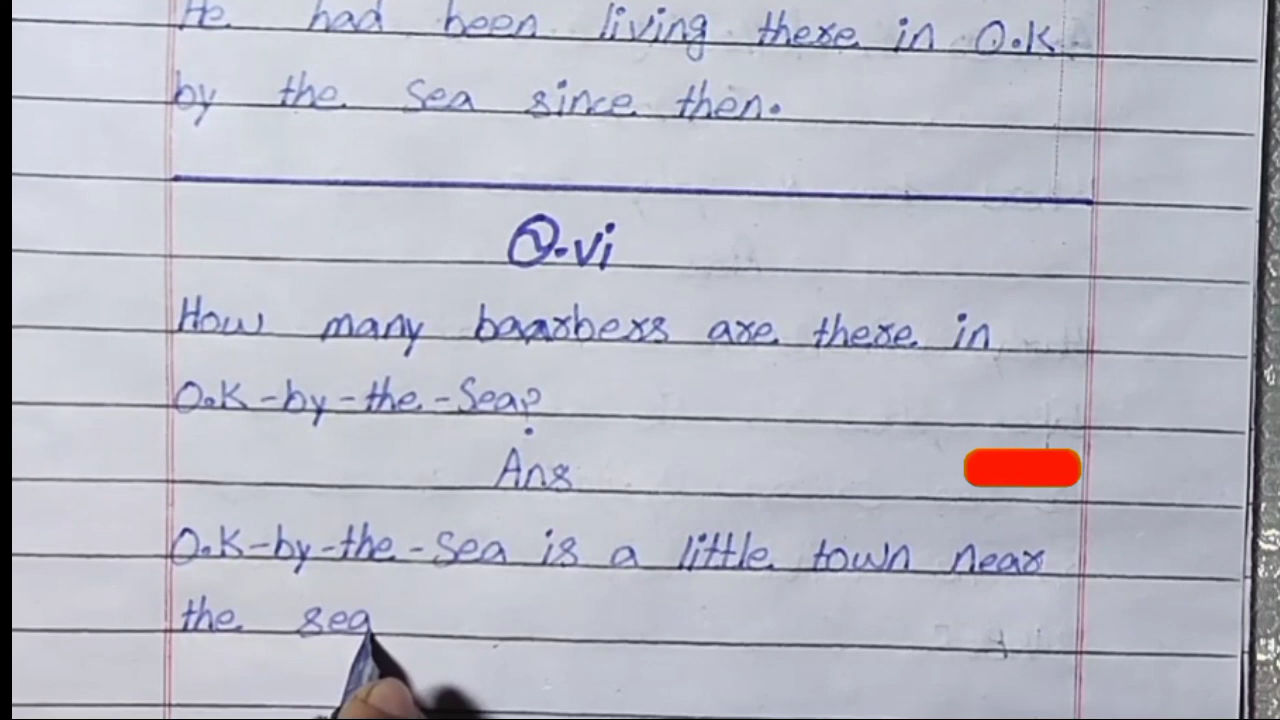 He had been living there in O.K
by the sea since then.
Q.vi
How many baarbers are there in
O.K-by-the-Sea?
Ans
O.K-by-the-Sea is a little town near
the sea